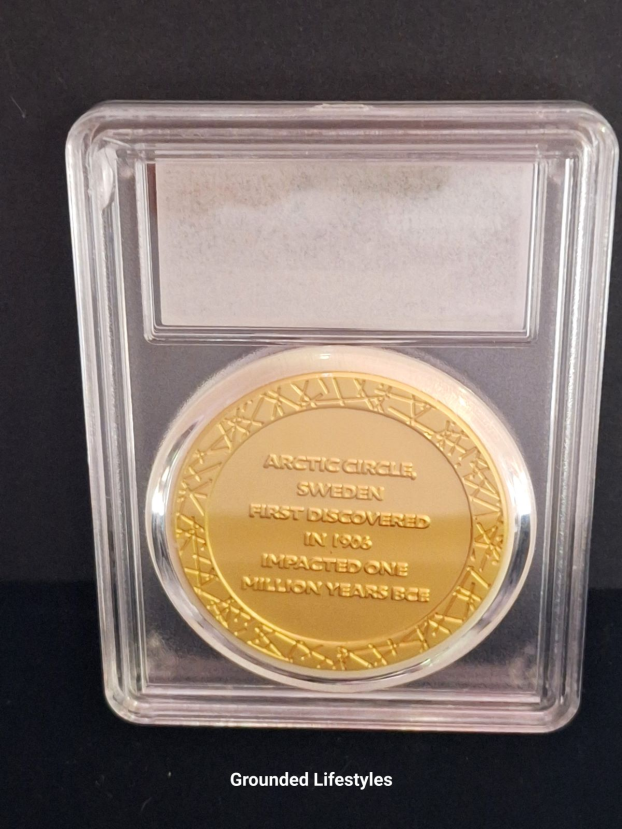 ARCTIC CIRCLE,
SWEDEN
FIRST DISCOVERED
IN 1906
IMPACTED ONE
MILLION YEARS BCE
Grounded Lifestyles